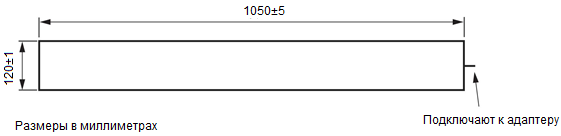 1050±5
120±1
Размеры в миллиметрах
Подключают к адаптеру